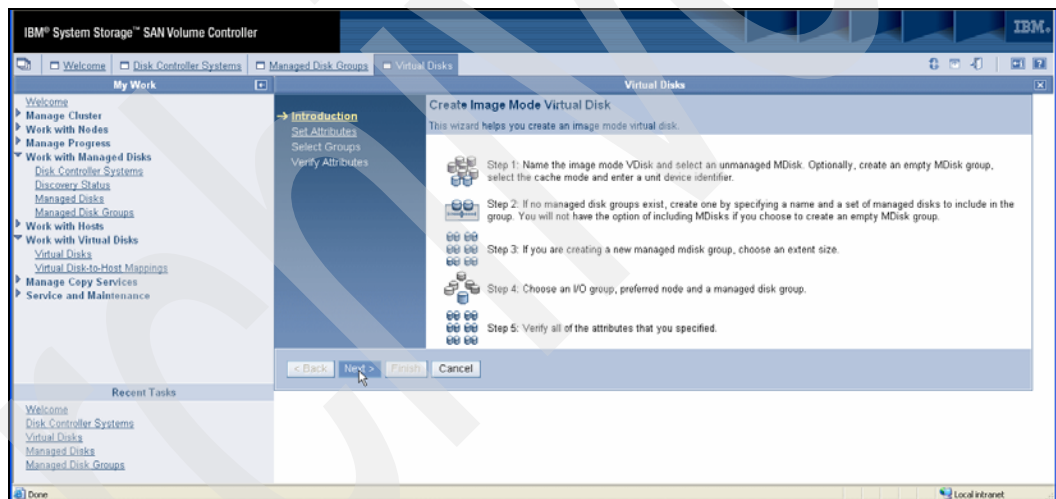 IBM® System Storage™ SAN Volume Controller
IBM.
Welcome
Disk Controller Systems
Managed Disk Groups
Virtual Disks
My Work
Virtual Disks
Welcome
Manage Cluster
Work with Nodes
Manage Progress
Work with Managed Disks
Disk Controller Systems
Discovery Status
Managed Disks
Managed Disk Groups
Work with Hosts
Work with Virtual Disks
Virtual Disks
Virtual Disk-to-Host Mappings
Manage Copy Services
Service and Maintenance
Recent Tasks
Welcome
Disk Controller Systems
Virtual Disks
Managed Disks
Managed Disk Groups
Introduction
Set Attributes
Select Groups
Verify Attributes
Create Image Mode Virtual Disk
This wizard helps you create an image mode virtual disk.
Step 1: Name the image mode VDisk and select an unmanaged MDisk. Optionally, create an empty MDisk group,
select the cache mode and enter a unit device identifier.
Step 2: If no managed disk groups exist, create one by specifying a name and a set of managed disks to include in the
group. You will not have the option of including MDisks if you choose to create an empty MDisk group.
Step 3: If you are creating a new managed mdisk group, choose an extent size.
Step 4: Choose an I/O group, preferred node and a managed disk group.
Step 5: Verify all of the attributes that you specified.
< Back
Next >
Finish
Cancel
Done
Local intranet